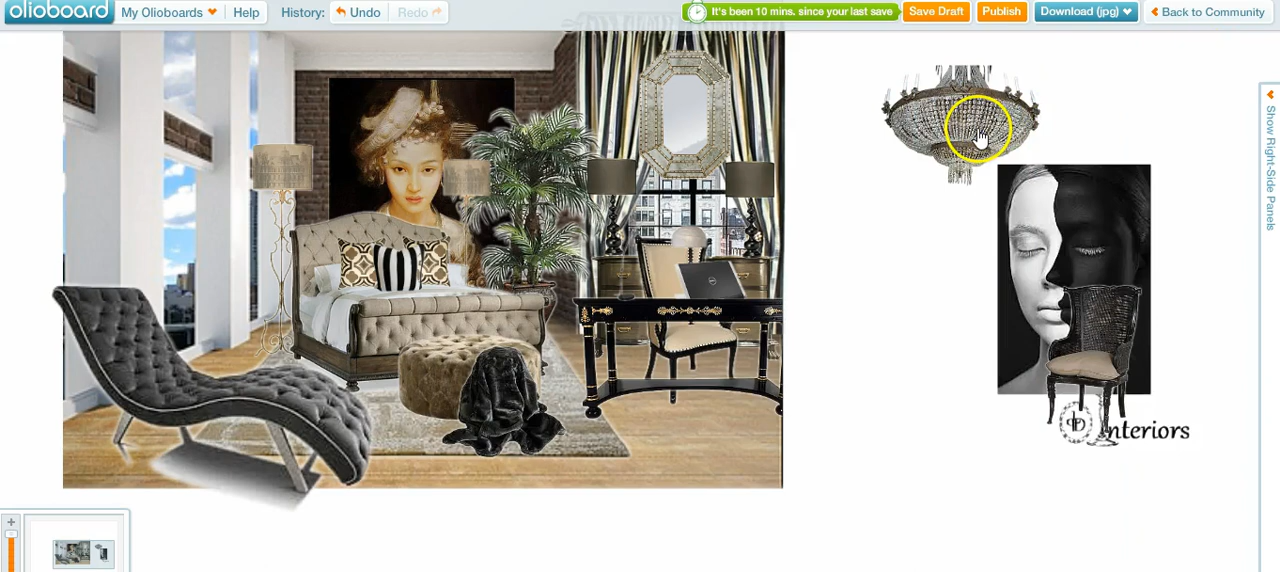 olioboard
My Olioboards
Help
History:
Undo
Redo
It's been 10 mins. since your last save
Save Draft
Publish
Download (jpg)
Back to Community
Show Right-Side Panels
Interiors